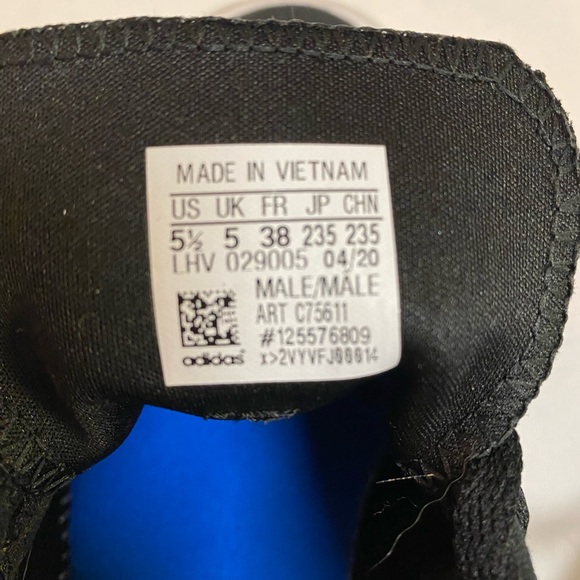 MADE IN VIETNAM
US UK FR JP CHN
5½ 5 38 235 235
LHV 029005 04/20
MALE/MÂLE
ART C75611
#125576809
adidas x>2VYVFJ00014